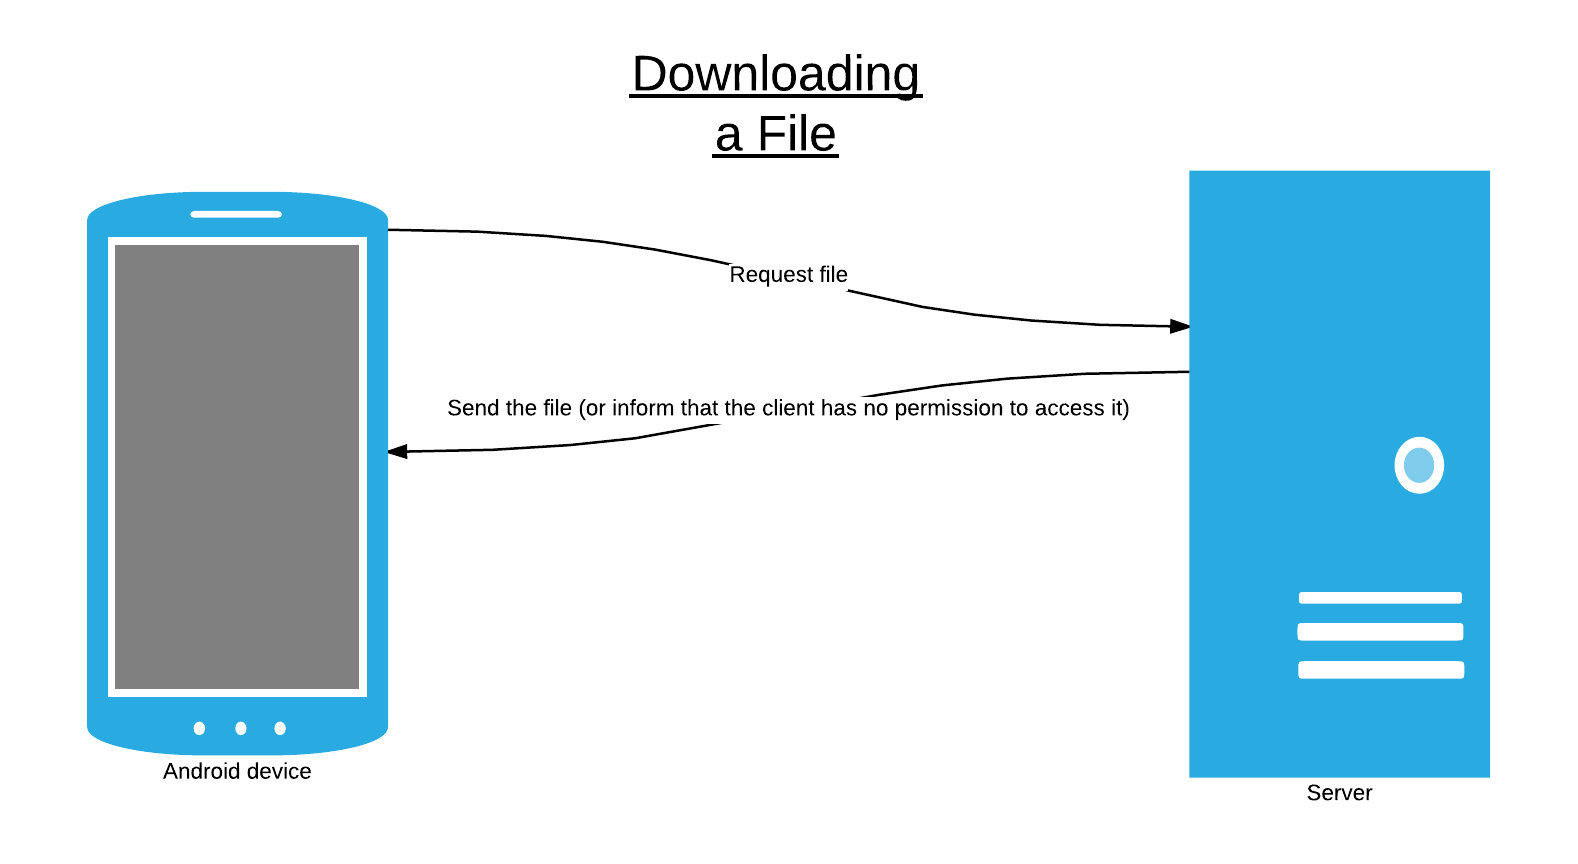 Downloading
a File
Request file
Send the file (or inform that the client has no permission to access it)
Android device
Server